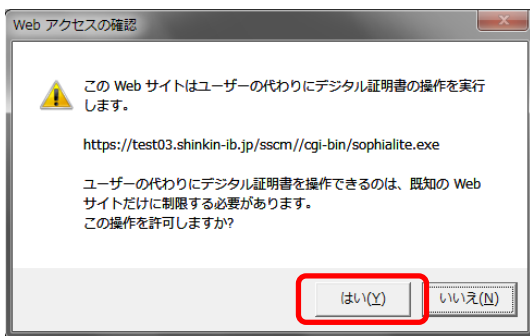 Web アクセスの確認
この Web サイトはユーザーの代わりにデジタル証明書の操作を実行
します。
https://test03.shinkin-ib.jp/sscm//cgi-bin/sophialite.exe
ユーザーの代わりにデジタル証明書を操作できるのは、既知の Web
サイトだけに制限する必要があります。
この操作を許可しますか?
はい(Y) いいえ(N)